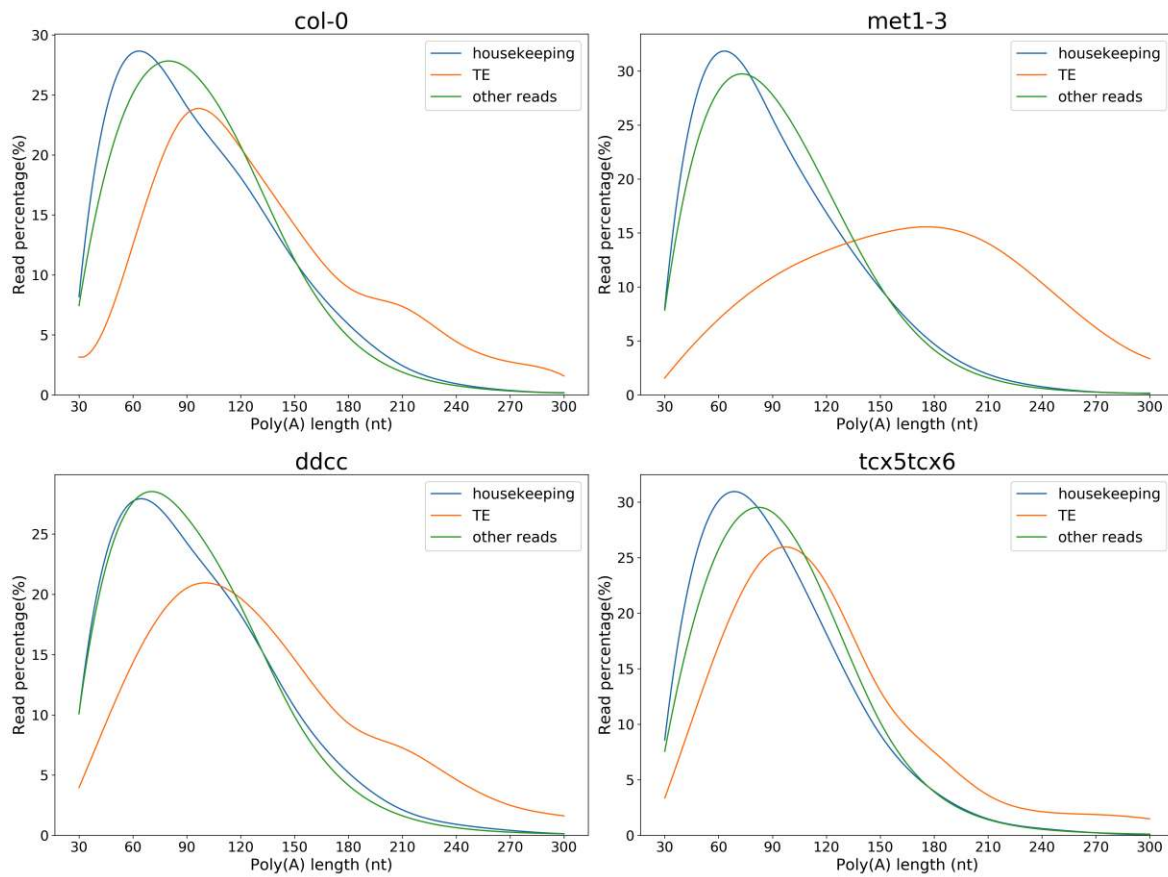 col-0
met1-3
30
25
20
15
10
5
0
Read percentage(%)
housekeeping
TE
other reads
30 60 90 120 150 180 210 240 270 300
Poly(A) length (nt)
30
25
20
15
10
5
0
Read percentage(%)
housekeeping
TE
other reads
30 60 90 120 150 180 210 240 270 300
Poly(A) length (nt)
ddcc
tcx5tcx6
25
20
15
10
5
0
Read percentage(%)
housekeeping
TE
other reads
30 60 90 120 150 180 210 240 270 300
Poly(A) length (nt)
30
25
20
15
10
5
0
Read percentage(%)
housekeeping
TE
other reads
30 60 90 120 150 180 210 240 270 300
Poly(A) length (nt)